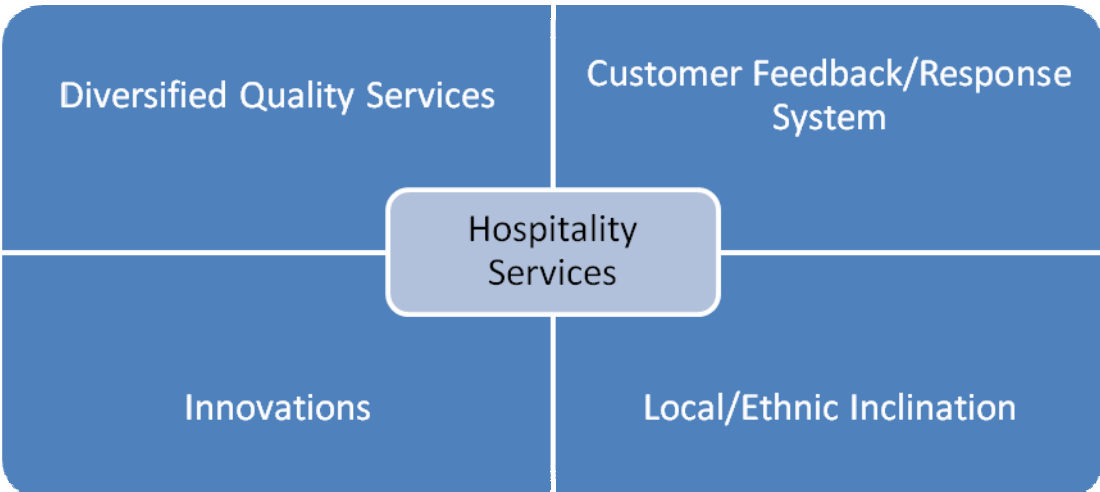 Diversified Quality Services
Customer Feedback/Response
System
Hospitality
Services
Innovations
Local/Ethnic Inclination